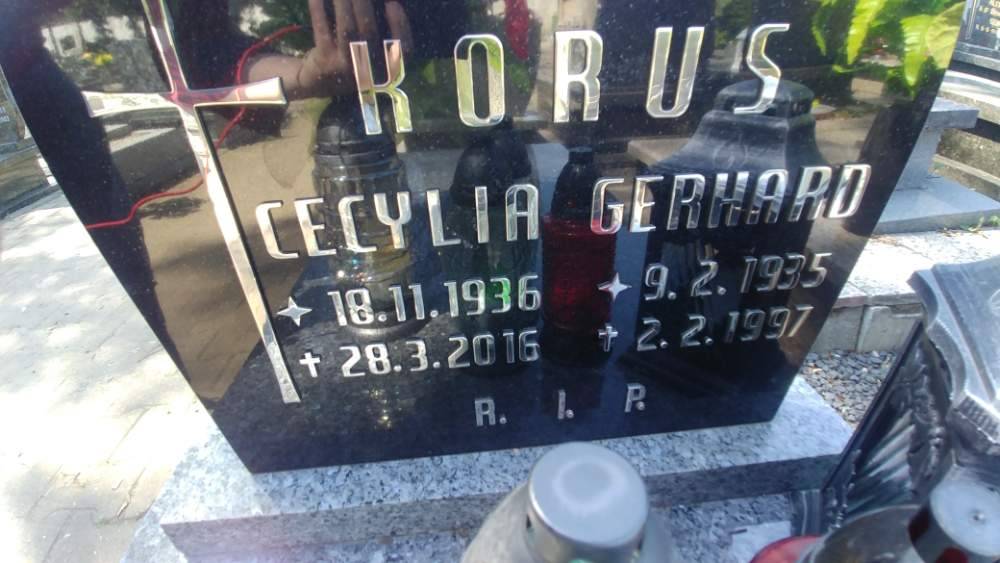 KORUS
CECYLIA GERHARD
18.11.1936 9.2.1935
28.3.2016 2.2.1997
R. I. P.